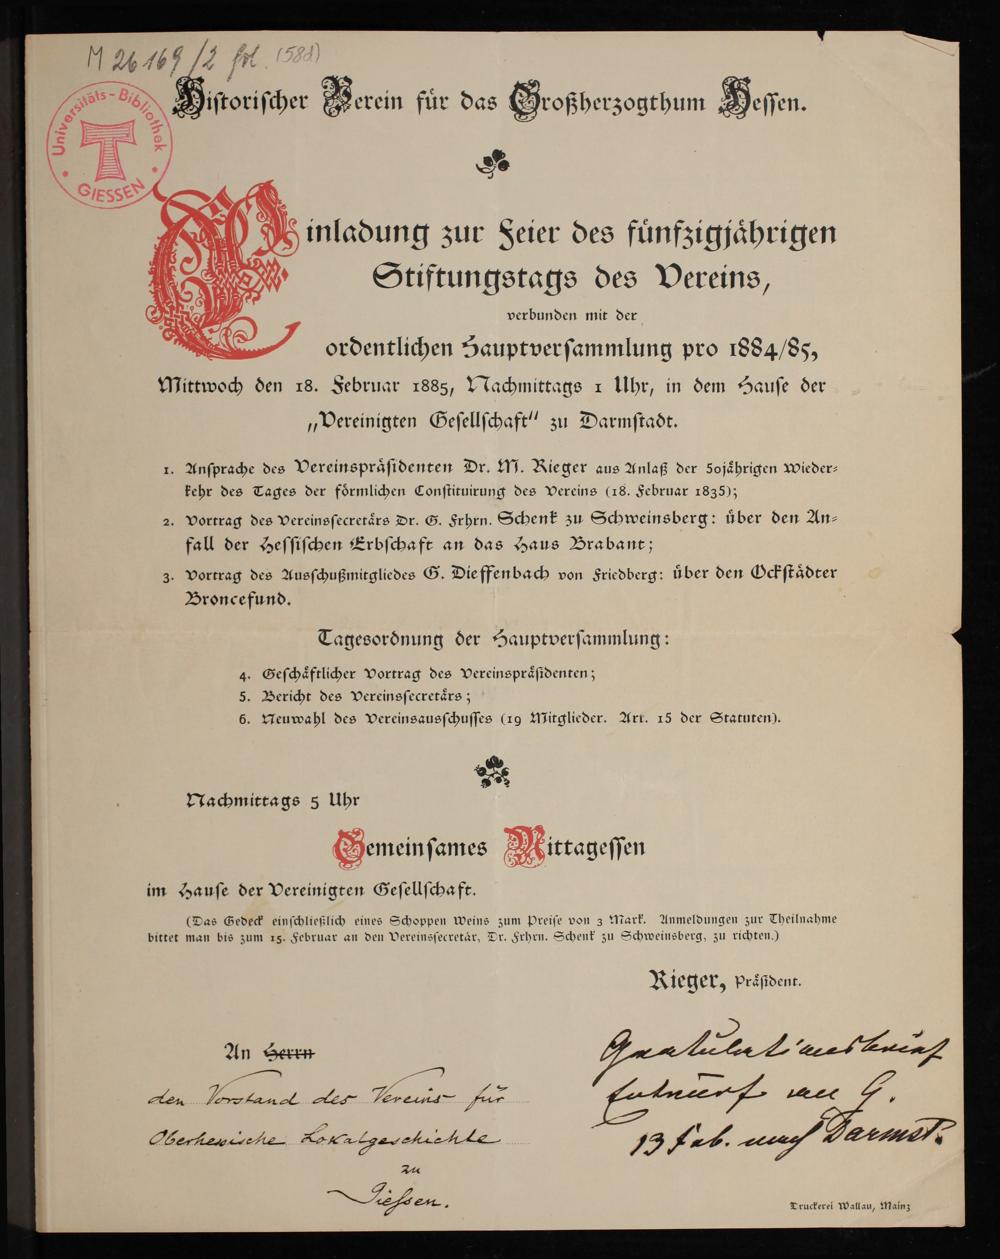 M 26 169/2 fol. (58d)
Historischer Verein für das Großherzogthum Hessen.
Universitäts-Bibliothek
GIESSEN
Einladung zur Feier des fünfzigjährigen
Stiftungstags des Vereins,
verbunden mit der
ordentlichen Hauptversammlung pro 1884/85,
Mittwoch den 18. Februar 1885, Nachmittags 1 Uhr, in dem Hause der
„Vereinigten Gesellschaft" zu Darmstadt.
1. Ansprache des Vereinspräsidenten Dr. M. Rieger aus Anlaß der 50jährigen Wieder-
kehr des Tages der förmlichen Constituirung des Vereins (18. Februar 1835);
2. Vortrag des Vereinssecretärs Dr. G. Frhrn. Schenk zu Schweinsberg: über den An-
fall der Hessischen Erbschaft an das Haus Brabant;
3. Vortrag des Ausschußmitgliedes G. Dieffenbach von Friedberg: über den Ockstädter
Broncefund.
Tagesordnung der Hauptversammlung:
4. Geschäftlicher Vortrag des Vereinspräsidenten;
5. Bericht des Vereinssecretärs;
6. Neuwahl des Vereinsausschusses (19 Mitglieder. Art. 15 der Statuten).
Nachmittags 5 Uhr
Gemeinsames Mittagessen
im Hause der Vereinigten Gesellschaft.
(Das Gedeck einschließlich eines Schoppen Weins zum Preise von 3 Mark. Anmeldungen zur Theilnahme
bittet man bis zum 15. Februar an den Vereinssecretär, Dr. Frhrn. Schenk zu Schweinsberg, zu richten.)
Rieger, Präsident.
An Herrn
den Vorstand des Vereins für
Oberhessische Lokalgeschichte
zu
Giessen.
Gratulationsbrief
Entwurf G.
13 Feb. nach Darmst.
Druckerei Wallau, Mainz